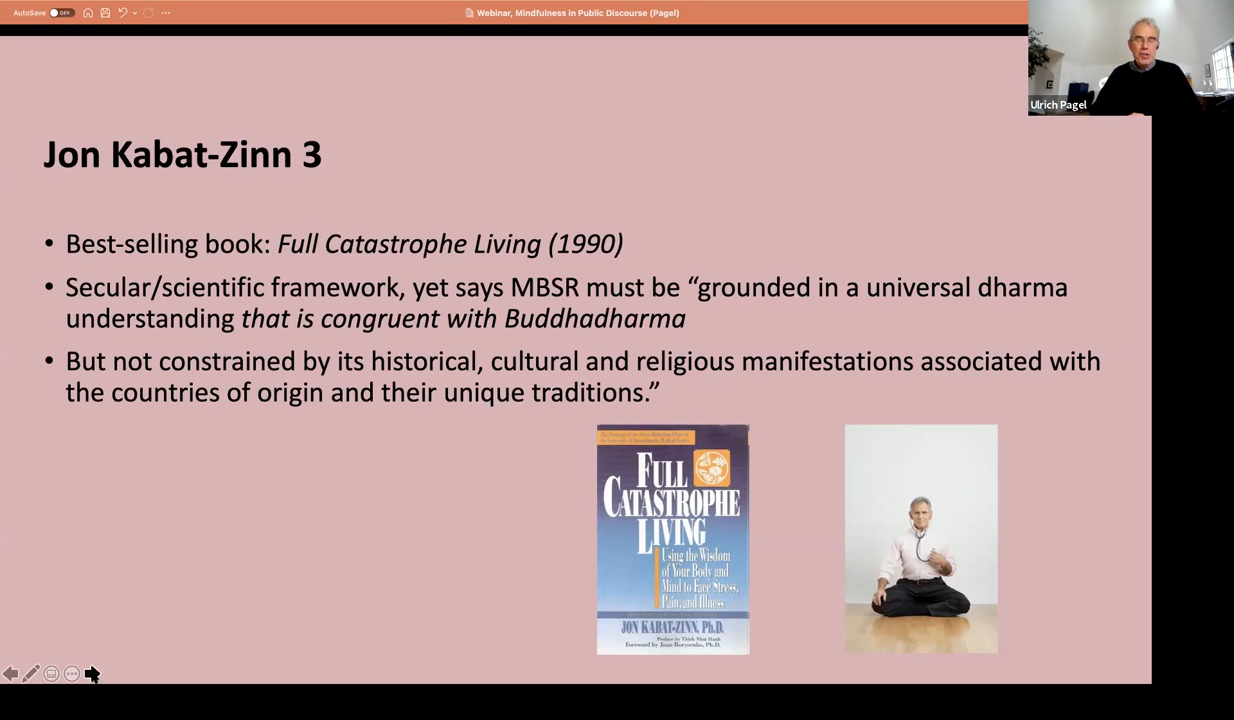 AutoSave OFF
Webinar, Mindfulness in Public Discourse (Pagel)
Ulrich Pagel
Jon Kabat-Zinn 3
• Best-selling book: Full Catastrophe Living (1990)
• Secular/scientific framework, yet says MBSR must be “grounded in a universal dharma
understanding that is congruent with Buddhadharma
• But not constrained by its historical, cultural and religious manifestations associated with
the countries of origin and their unique traditions.”
FULL
CATASTROPHE
LIVING
Using the Wisdom
of Your Body and
Mind to Face Stress,
Pain, and Illness
JON KABAT-ZINN, Ph.D.
Preface by Thich Nhat Hanh
Foreword by Joan Borysenko, Ph.D.